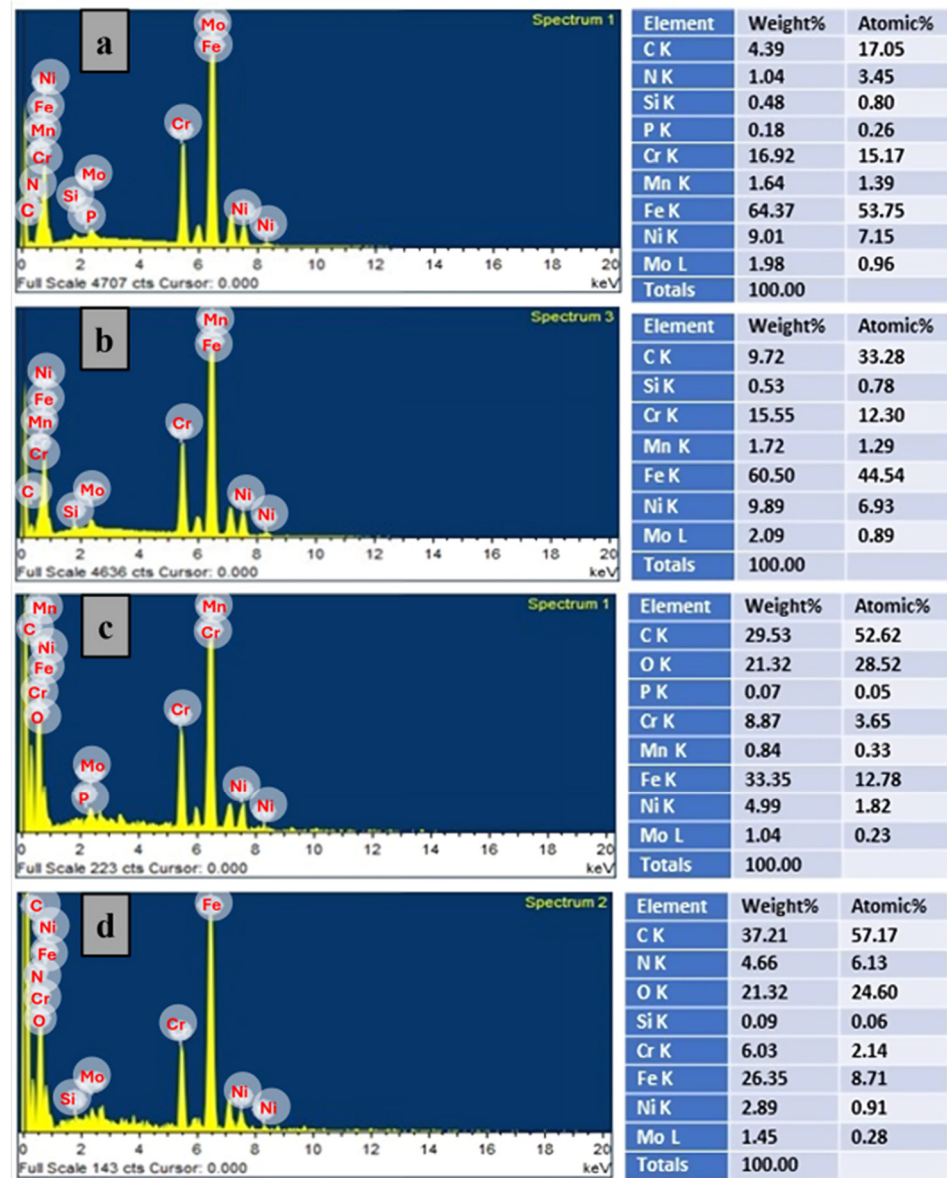 a
Spectrum 1
Mo
Fe
Ni
Fe
Mn
Cr
N
C
Si
Mo
P
Cr
Ni
Ni
0 2 4 6 8 10 12 14 16 18 20
Full Scale 4707 cts Cursor: 0.000 keV
Element Weight% Atomic%
C K 4.39 17.05
N K 1.04 3.45
Si K 0.48 0.80
P K 0.18 0.26
Cr K 16.92 15.17
Mn K 1.64 1.39
Fe K 64.37 53.75
Ni K 9.01 7.15
Mo L 1.98 0.96
Totals 100.00
b
Spectrum 3
Mn
Fe
Ni
Fe
Mn
Cr
C
Si
Mo
Cr
Ni
Ni
0 2 4 6 8 10 12 14 16 18 20
Full Scale 4636 cts Cursor: 0.000 keV
Element Weight% Atomic%
C K 9.72 33.28
Si K 0.53 0.78
Cr K 15.55 12.30
Mn K 1.72 1.29
Fe K 60.50 44.54
Ni K 9.89 6.93
Mo L 2.09 0.89
Totals 100.00
c
Spectrum 1
Mn
C
Ni
Fe
Cr
O
Mo
P
Cr
Mn
Cr
Ni
Ni
0 2 4 6 8 10 12 14 16 18 20
Full Scale 223 cts Cursor: 0.000 keV
Element Weight% Atomic%
C K 29.53 52.62
O K 21.32 28.52
P K 0.07 0.05
Cr K 8.87 3.65
Mn K 0.84 0.33
Fe K 33.35 12.78
Ni K 4.99 1.82
Mo L 1.04 0.23
Totals 100.00
d
Spectrum 2
C
Ni
Fe
N
Cr
O
Si
Mo
Cr
Fe
Ni
Ni
0 2 4 6 8 10 12 14 16 18 20
Full Scale 143 cts Cursor: 0.000 keV
Element Weight% Atomic%
C K 37.21 57.17
N K 4.66 6.13
O K 21.32 24.60
Si K 0.09 0.06
Cr K 6.03 2.14
Fe K 26.35 8.71
Ni K 2.89 0.91
Mo L 1.45 0.28
Totals 100.00